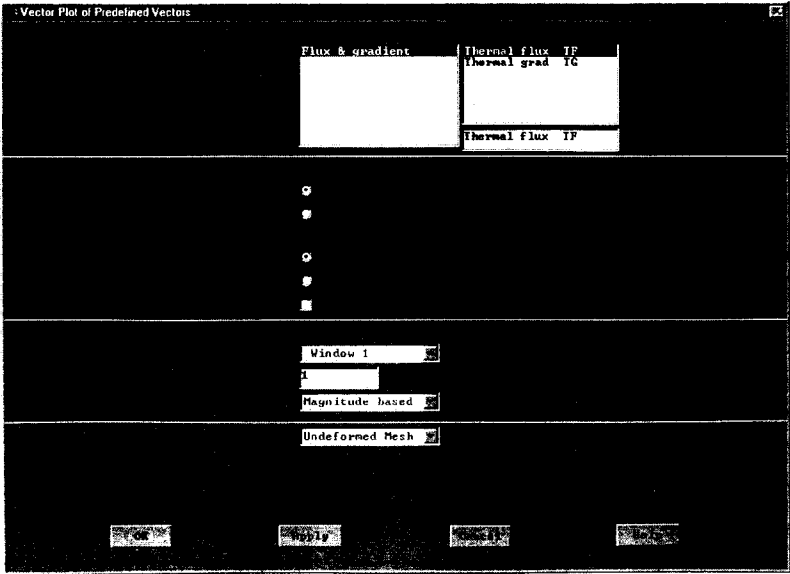 Vector Plot of Predefined Vectors
Flux & gradient
Thermal flux TF
Thermal grad TG
Thermal flux TF
Window 1
1
Magnitude based
Undeformed Mesh
OK
Apply